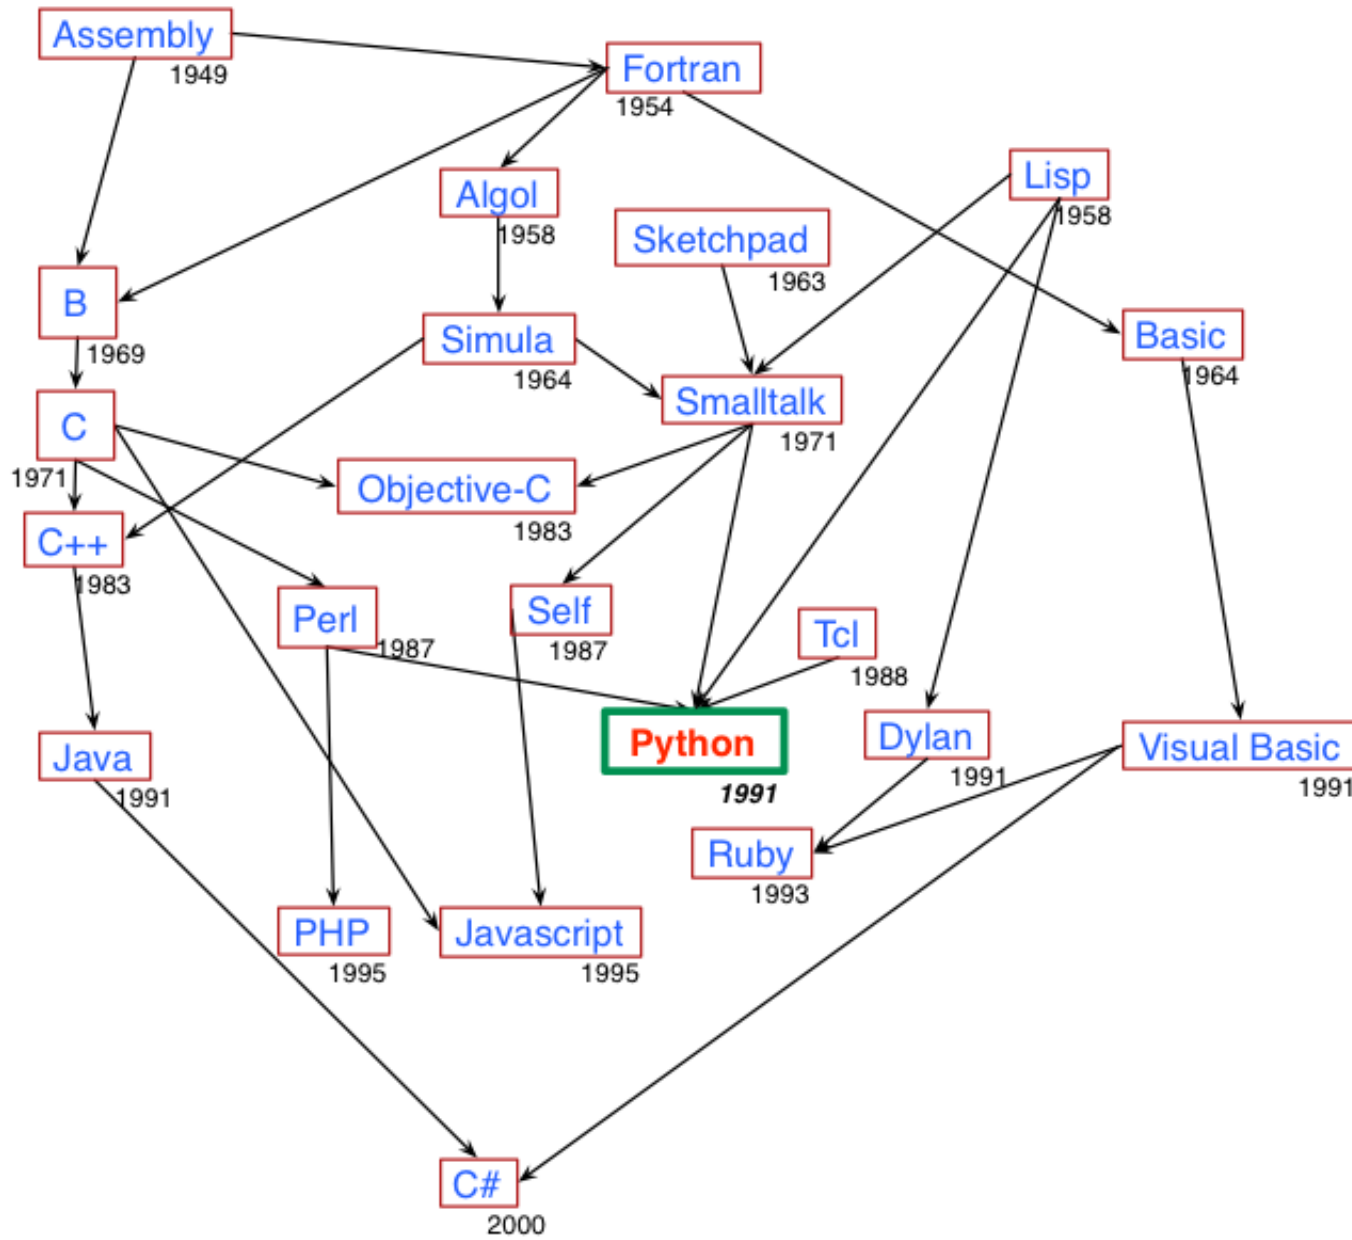 Assembly
1949
Fortran
1954
Lisp
1958
Algol
1958
Sketchpad
1963
B
1969
Simula
1964
Basic
1964
Smalltalk
1971
C
1971
Objective-C
1983
C++
1983
Perl
1987
Self
1987
Tcl
1988
Python
1991
Dylan
1991
Visual Basic
1991
Java
1991
Ruby
1993
PHP
1995
Javascript
1995
C#
2000